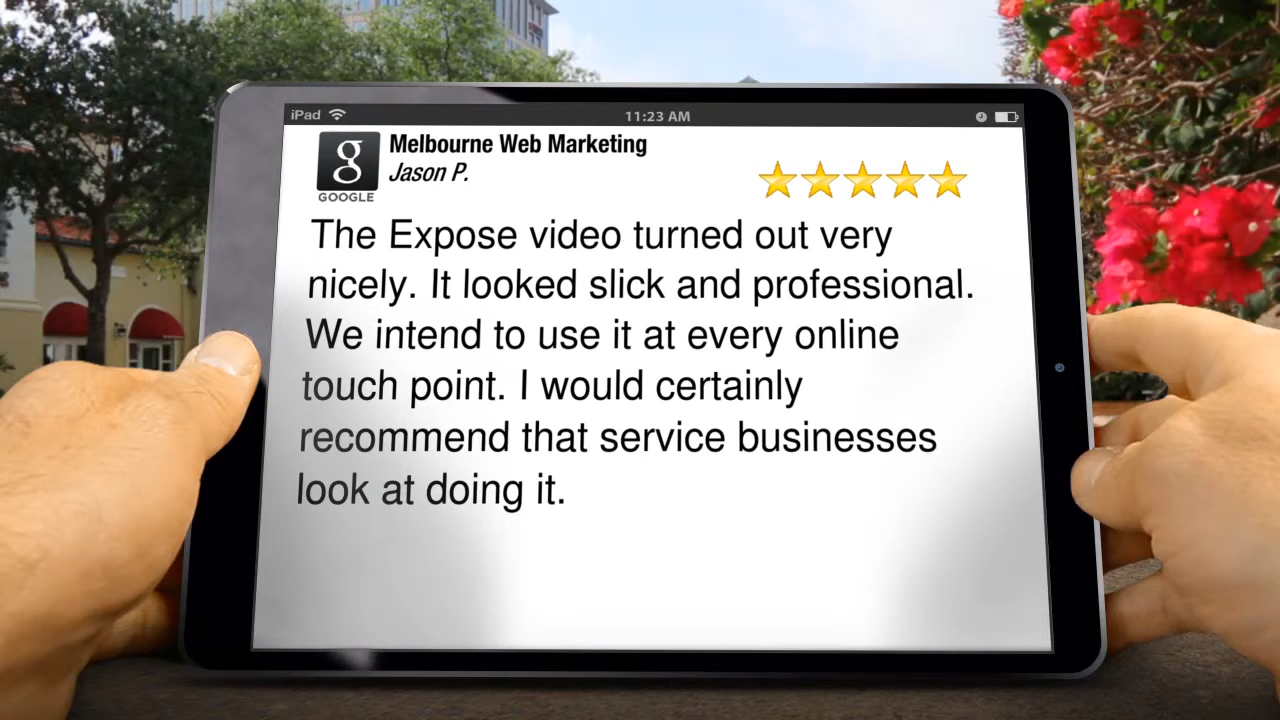 iPad
11:23 AM
g
GOOGLE
Melbourne Web Marketing
Jason P.
The Expose video turned out very
nicely. It looked slick and professional.
We intend to use it at every online
touch point. I would certainly
recommend that service businesses
look at doing it.